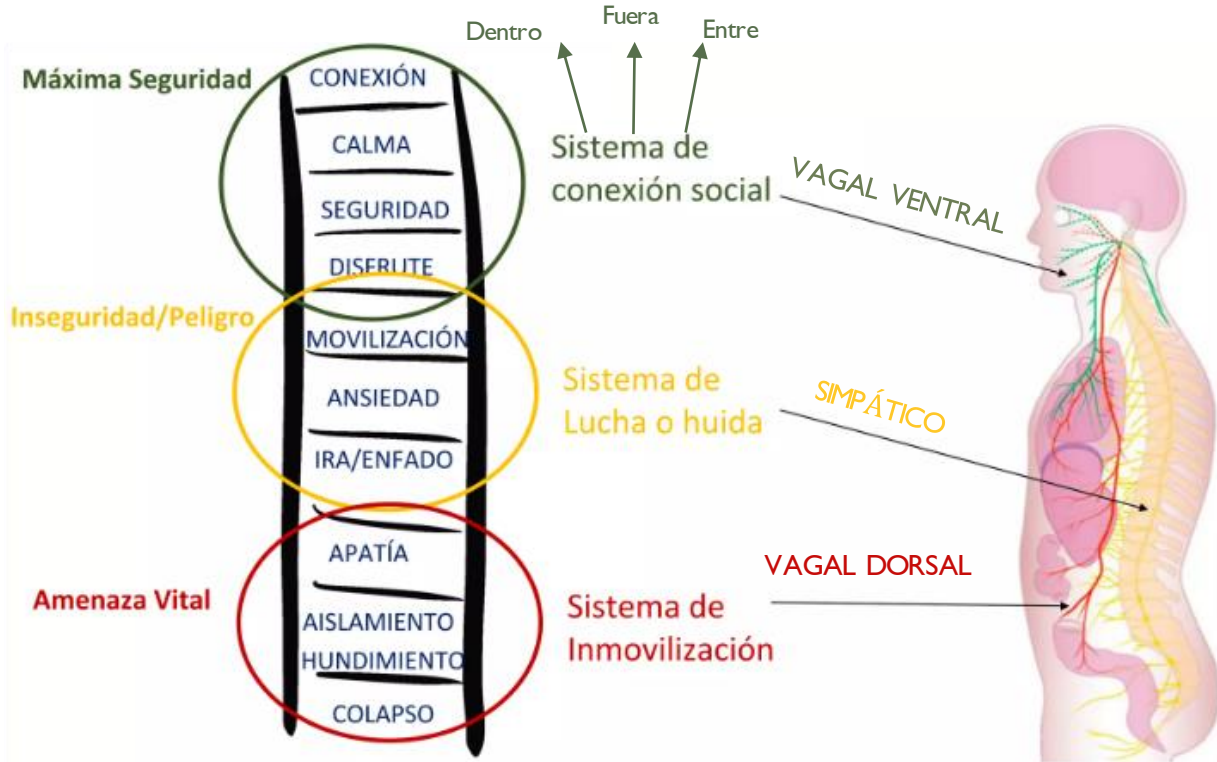 Dentro
Fuera
Entre
Máxima Seguridad
CONEXIÓN
CALMA
SEGURIDAD
DISFRUTE
Sistema de
conexión social
VAGAL VENTRAL
Inseguridad/Peligro
MOVILIZACIÓN
ANSIEDAD
IRA/ENFADO
Sistema de
Lucha o huida
SIMPÁTICO
Amenaza Vital
APATÍA
AISLAMIENTO
HUNDIMIENTO
COLAPSO
Sistema de
Inmovilización
VAGAL DORSAL